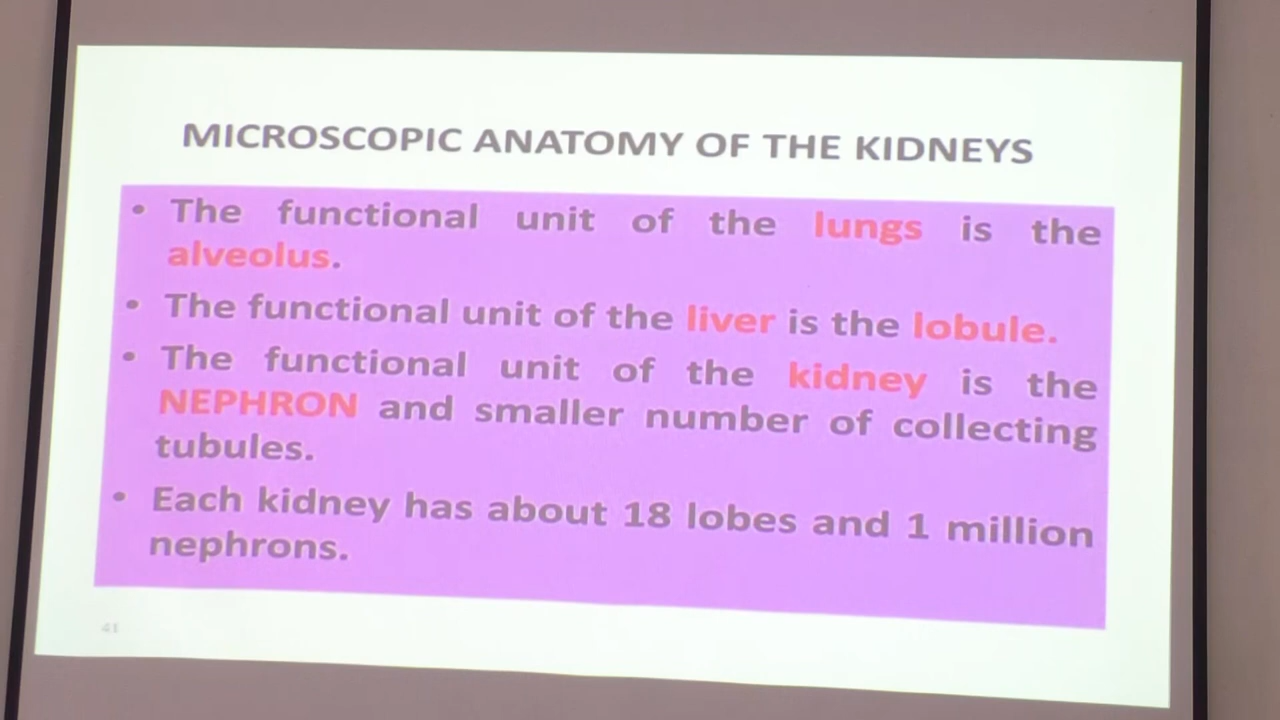 MICROSCOPIC ANATOMY OF THE KIDNEYS
• The functional unit of the lungs is the
alveolus.
• The functional unit of the liver is the lobule.
• The functional unit of the kidney is the
NEPHRON and smaller number of collecting
tubules.
• Each kidney has about 18 lobes and 1 million
nephrons.
41